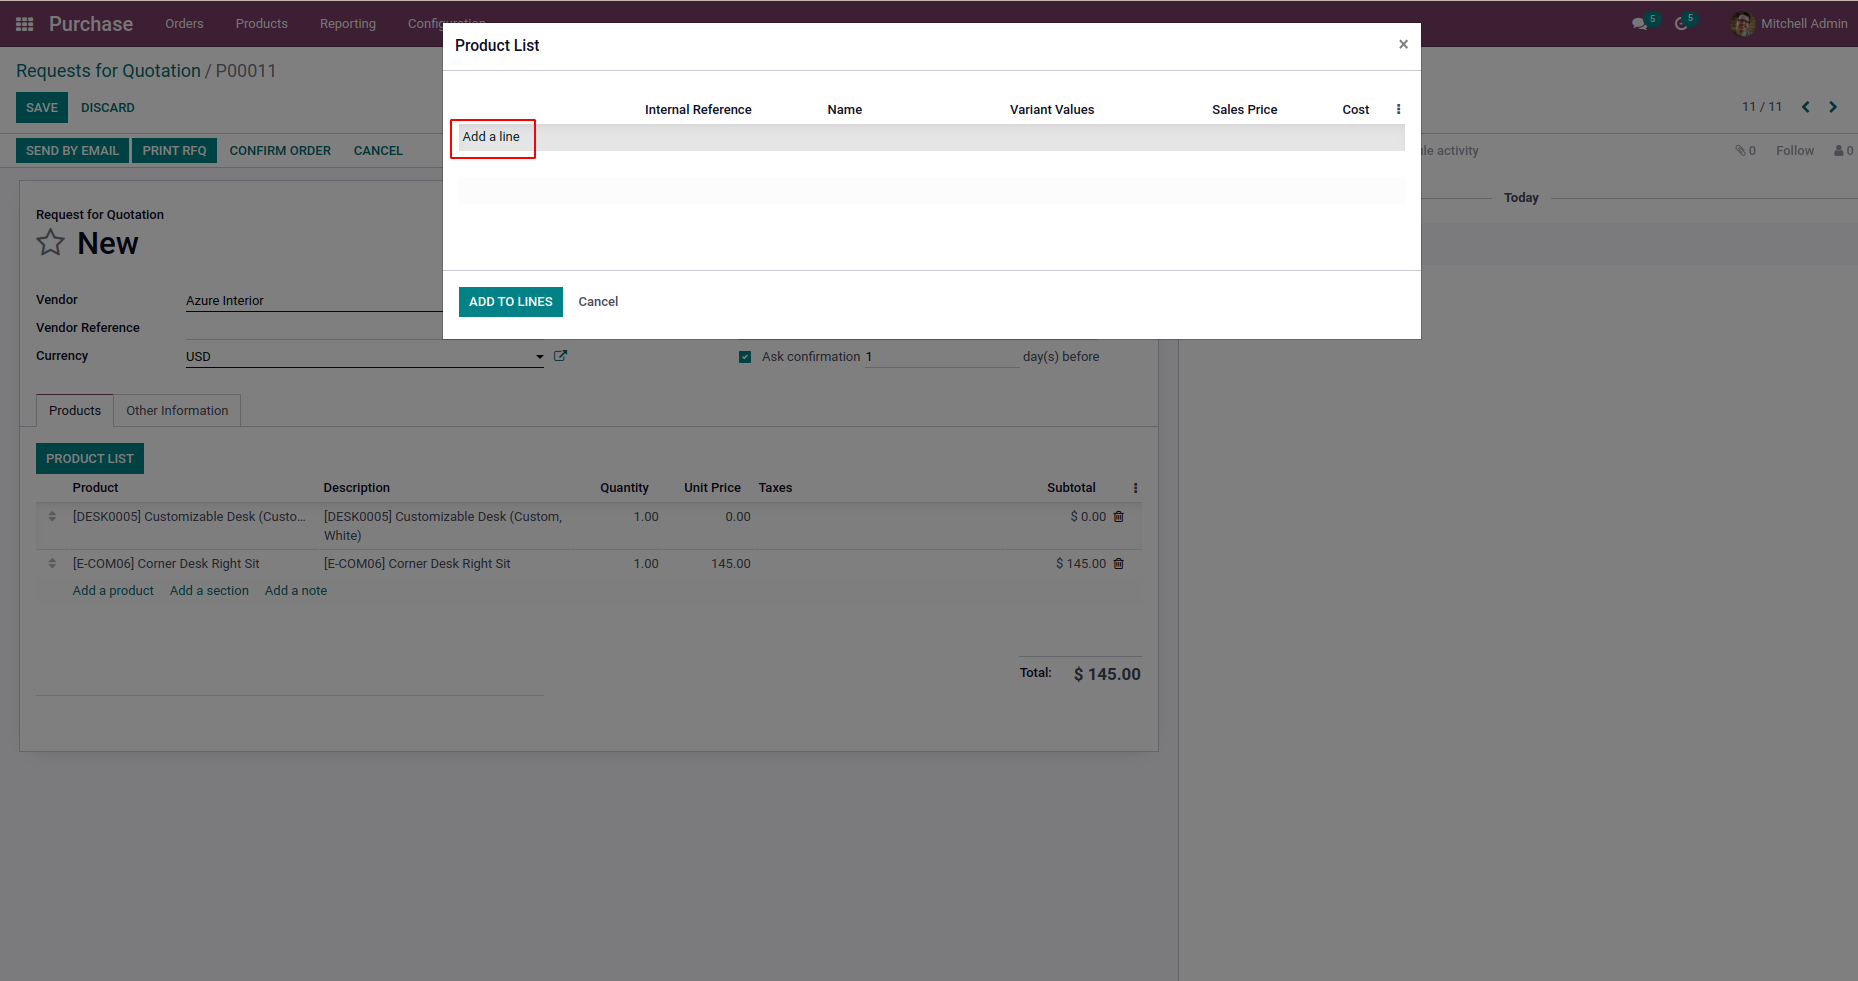 Purchase Orders Products Reporting 5 5 Mitchell Admin
Product List ×
Requests for Quotation / P00011
SAVE DISCARD 11 / 11
Internal Reference Name Variant Values Sales Price Cost
Add a line
SEND BY EMAIL PRINT RFQ CONFIRM ORDER CANCEL activity 0 Follow 0
Today
Request for Quotation
New
Vendor Azure Interior
ADD TO LINES Cancel
Vendor Reference
Currency USD Ask confirmation 1 day(s) before
Products Other Information
PRODUCT LIST
Product Description Quantity Unit Price Taxes Subtotal
[DESK0005] Customizable Desk (Custo... [DESK0005] Customizable Desk (Custom, 1.00 0.00 $ 0.00
White)
[E-COM06] Corner Desk Right Sit [E-COM06] Corner Desk Right Sit 1.00 145.00 $ 145.00
Add a product Add a section Add a note
Total: $ 145.00